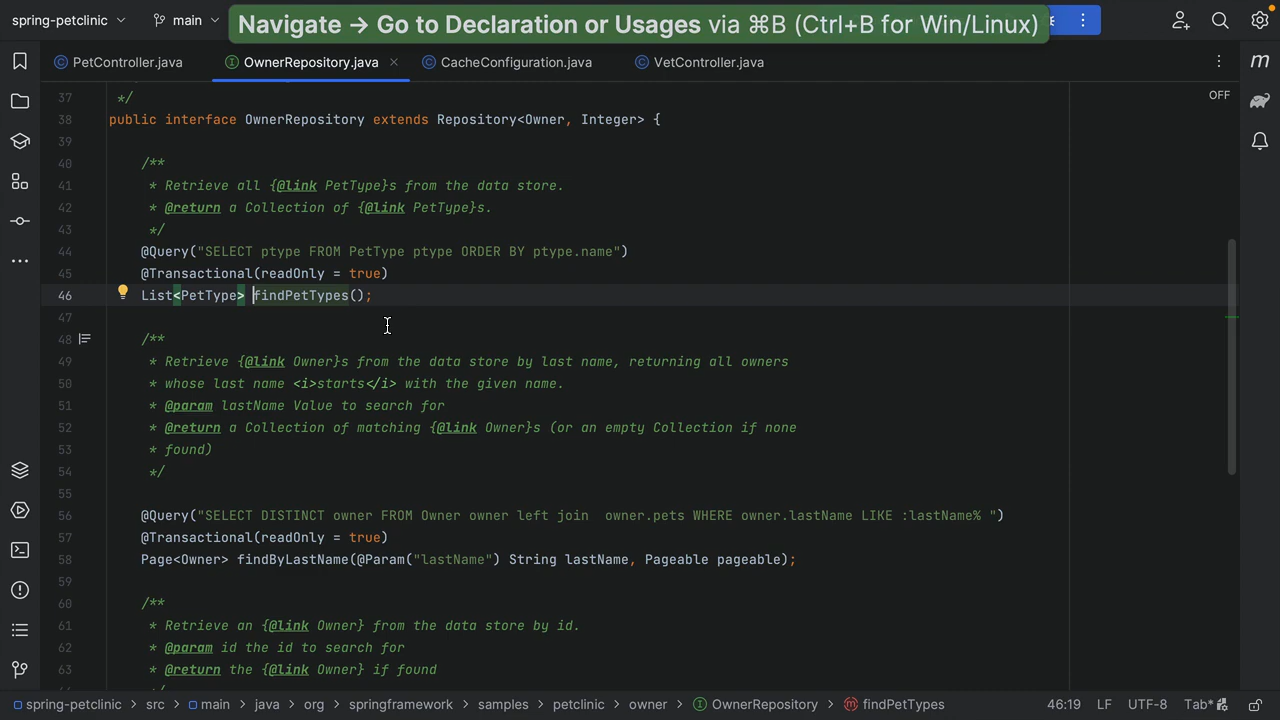 spring-petclinic
main
Navigate → Go to Declaration or Usages via ⌘B (Ctrl+B for Win/Linux)
PetController.java
OwnerRepository.java
CacheConfiguration.java
VetController.java
OFF
37 */
38 public interface OwnerRepository extends Repository<Owner, Integer> {
39
40 /**
41 * Retrieve all {@link PetType}s from the data store.
42 * @return a Collection of {@link PetType}s.
43 */
44 @Query("SELECT ptype FROM PetType ptype ORDER BY ptype.name")
45 @Transactional(readOnly = true)
46 List<PetType> findPetTypes();
47
48 /**
49 * Retrieve {@link Owner}s from the data store by last name, returning all owners
50 * whose last name <i>starts</i> with the given name.
51 * @param lastName Value to search for
52 * @return a Collection of matching {@link Owner}s (or an empty Collection if none
53 * found)
54 */
55
56 @Query("SELECT DISTINCT owner FROM Owner owner left join  owner.pets WHERE owner.lastName LIKE :lastName% ")
57 @Transactional(readOnly = true)
58 Page<Owner> findByLastName(@Param("lastName") String lastName, Pageable pageable);
59
60 /**
61 * Retrieve an {@link Owner} from the data store by id.
62 * @param id the id to search for
63 * @return the {@link Owner} if found
spring-petclinic
src
main
java
org
springframework
samples
petclinic
owner
OwnerRepository
findPetTypes
46:19
LF
UTF-8
Tab*